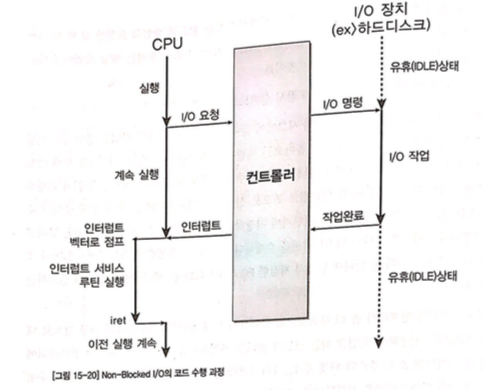 I/O 장치
(ex>하드디스크)
CPU
유휴(IDLE)상태
실행
I/O 요청
I/O 명령
계속 실행
컨트롤러
I/O 작업
인터럽트
벡터로 점프
인터럽트
작업완료
인터럽트 서비스
루틴 실행
유휴(IDLE)상태
iret
이전 실행 계속
[그림 15-20] Non-Blocked I/O의 코드 수행 과정